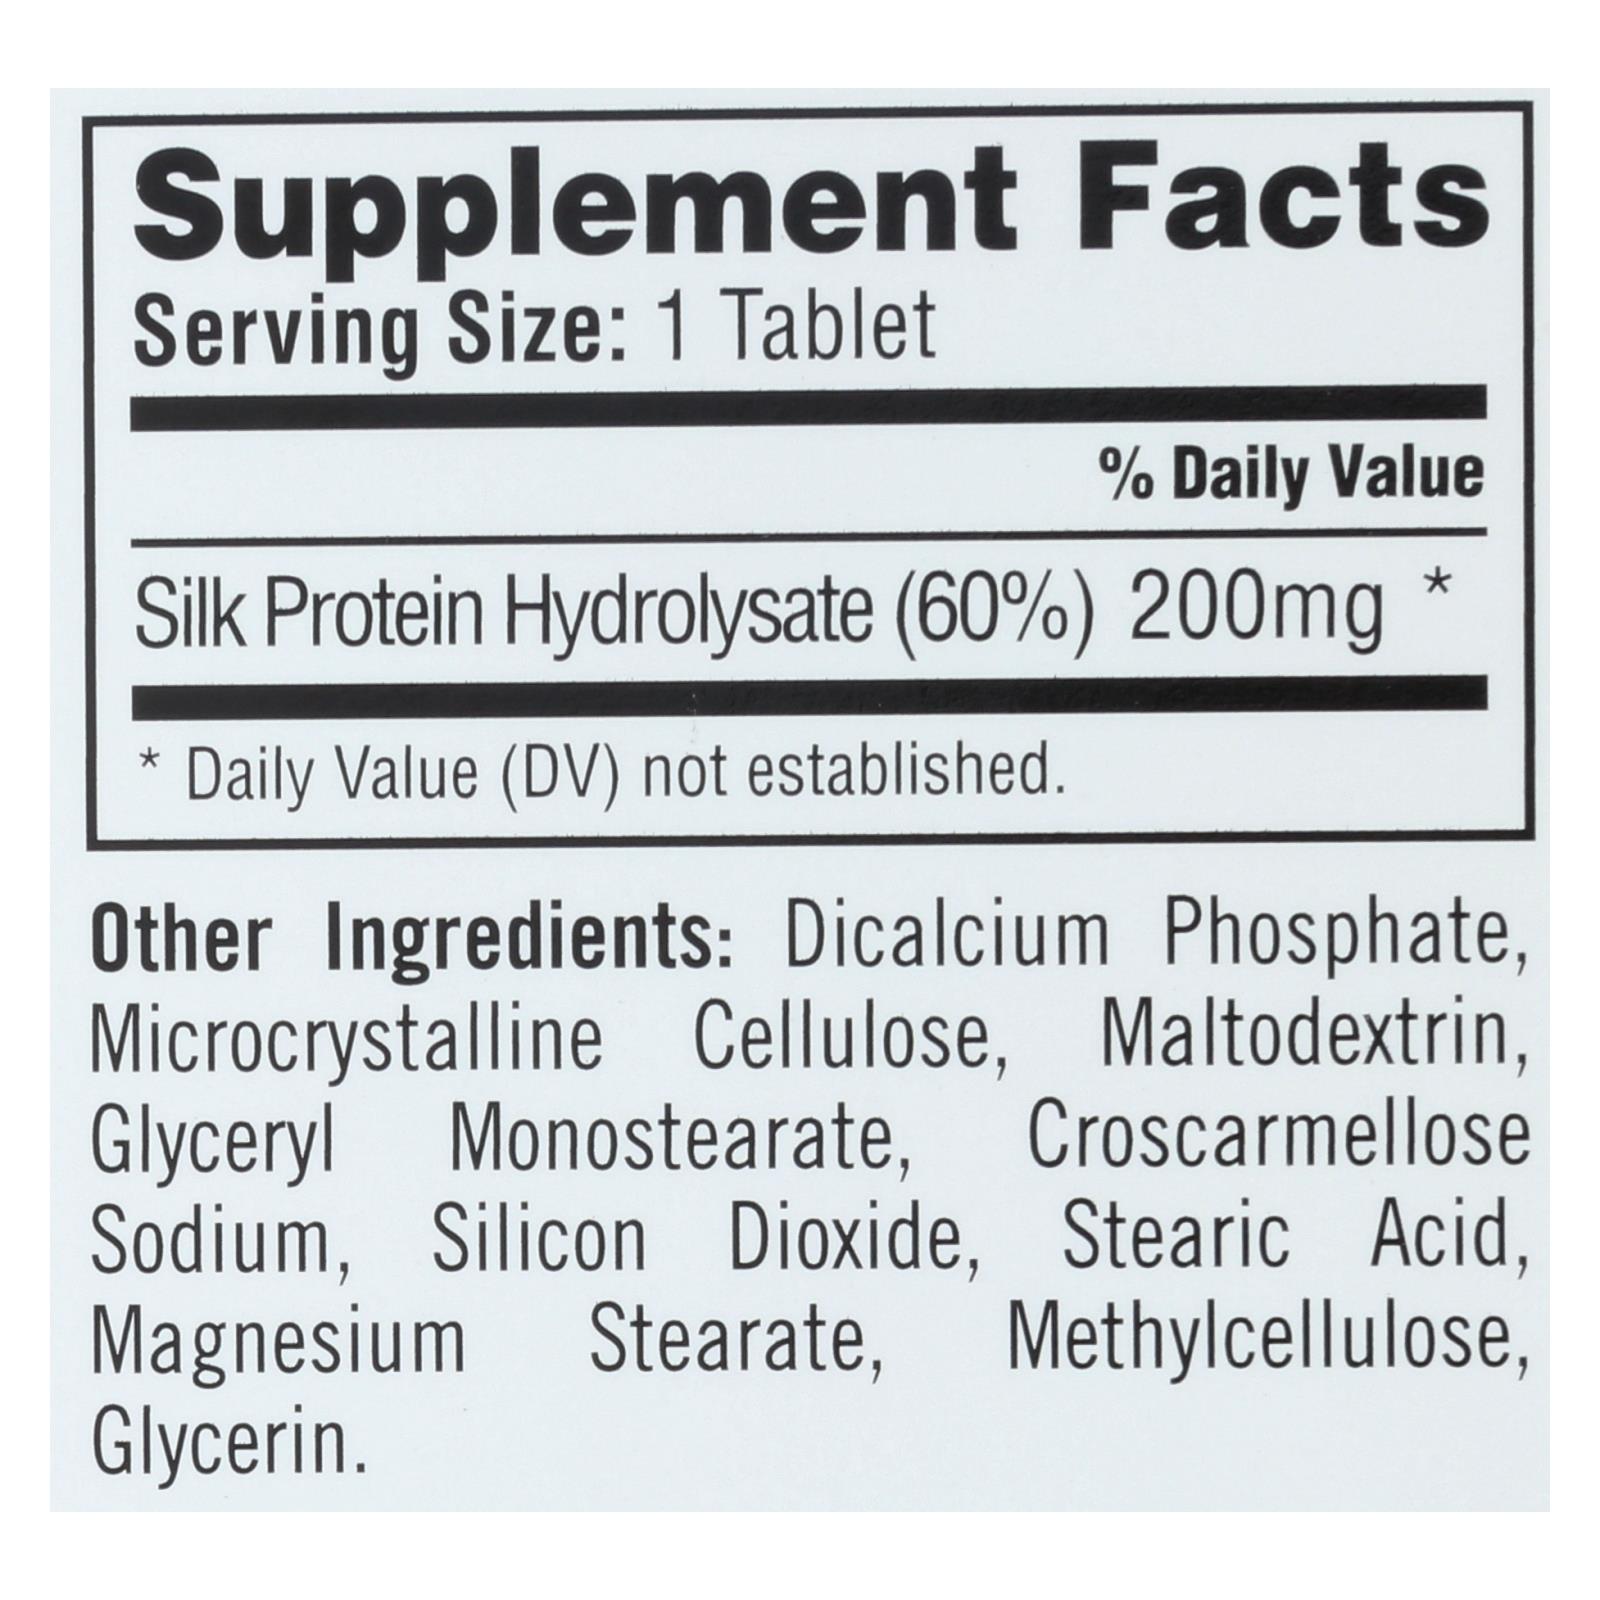 Supplement Facts
Serving Size: 1 Tablet
% Daily Value
Silk Protein Hydrolysate (60%) 200mg *
* Daily Value (DV) not established.
Other Ingredients: Dicalcium Phosphate,
Microcrystalline Cellulose, Maltodextrin,
Glyceryl Monostearate, Croscarmellose
Sodium, Silicon Dioxide, Stearic Acid,
Magnesium Stearate, Methylcellulose,
Glycerin.